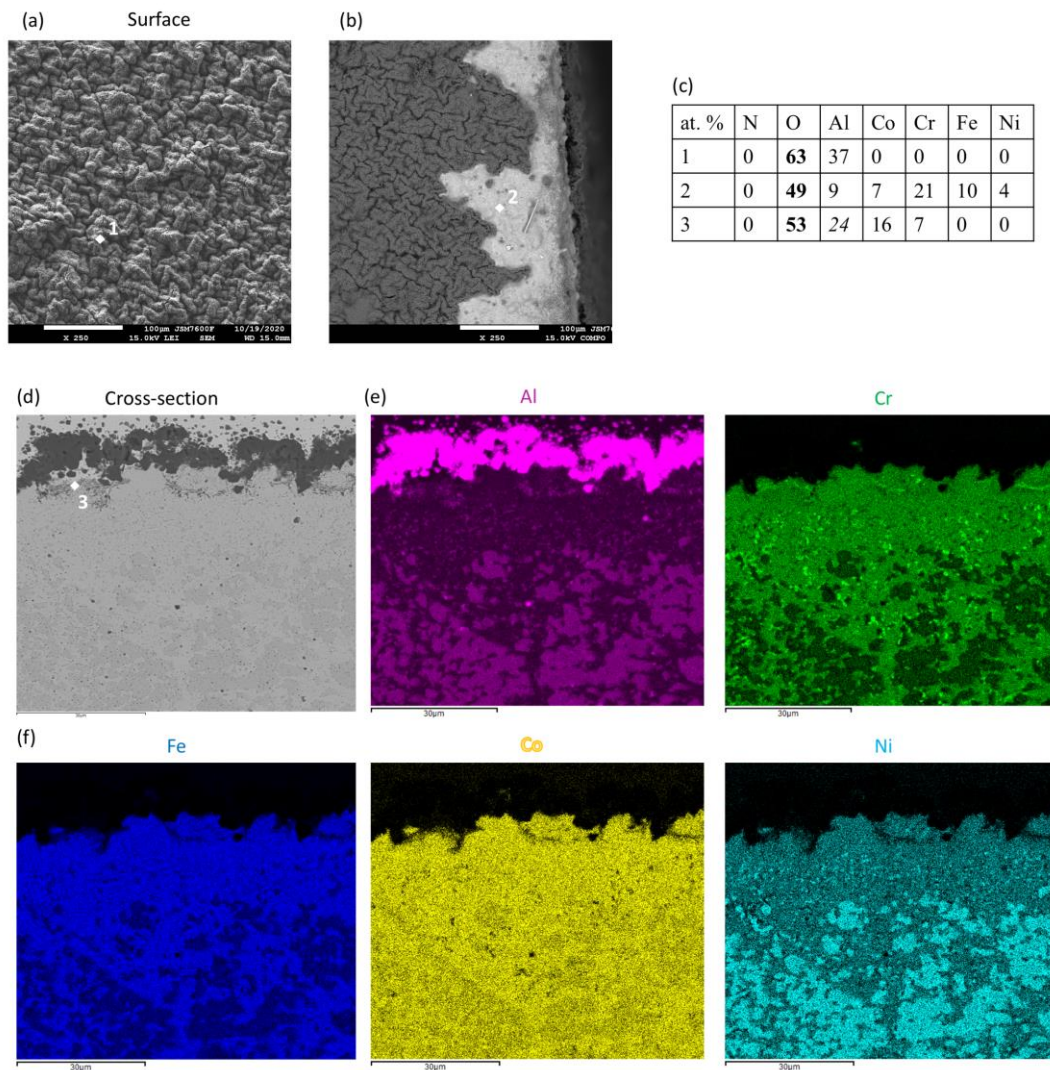 (a) Surface
(b)
(c)
at. % N O Al Co Cr Fe Ni
1 0 63 37 0 0 0 0
2 0 49 9 7 21 10 4
3 0 53 24 16 7 0 0
1
2
100µm JSM7600F 10/19/2020
X 250 15.0kV LEI SEM WD 15.0mm
100µm JSM76
X 250 15.0kV COMPO
(d) Cross-section
3
(e) Al
30µm
Cr
30µm
(f) Fe
30µm
Co
30µm
Ni
30µm